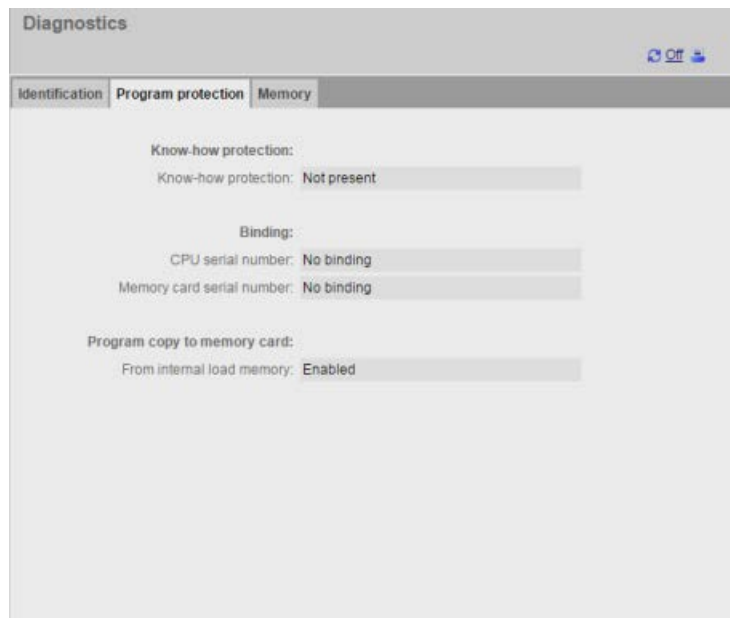 Diagnostics
Off
Identification Program protection Memory
Know-how protection:
Know-how protection: Not present
Binding:
CPU serial number: No binding
Memory card serial number: No binding
Program copy to memory card:
From internal load memory: Enabled